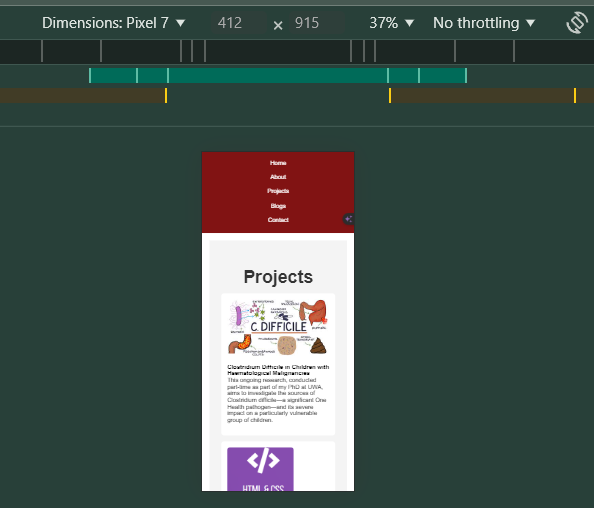 Dimensions: Pixel 7 ▼ 412 × 915 37% ▼ No throttling ▼
Home
About
Projects
Blogs
Contact
Projects
C. DIFFICILE
Clostridium Difficile in Children with
Haematological Malignancies
This ongoing research, conducted
part-time as part of my PhD at UWA,
aims to investigate the sources of
Clostridium difficile—a significant One
Health pathogen—and its severe
impact on a particularly vulnerable
group of children.
</>
HTML & CSS